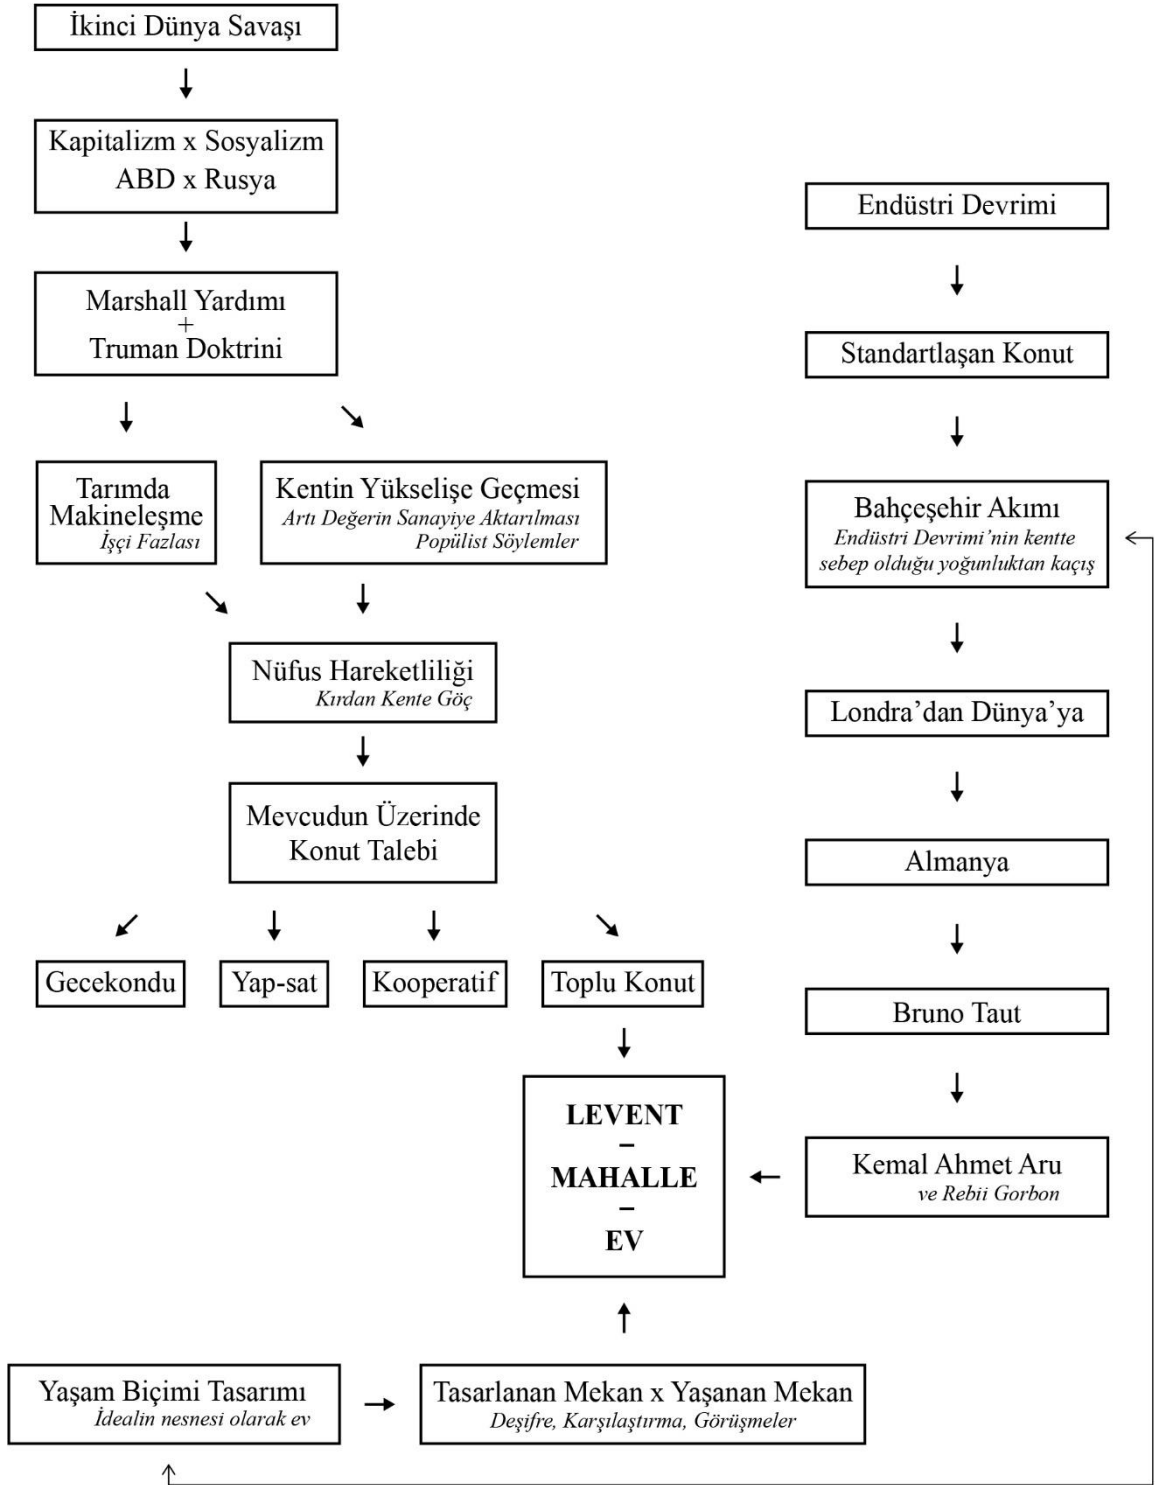 İkinci Dünya Savaşı
Kapitalizm x Sosyalizm
ABD x Rusya
Marshall Yardımı
+
Truman Doktrini
Tarımda
Makineleşme
İşçi Fazlası
Kentin Yükselişe Geçmesi
Artı Değerin Sanayiye Aktarılması
Popülist Söylemler
Nüfus Hareketliliği
Kırdan Kente Göç
Mevcudun Üzerinde
Konut Talebi
Gecekondu
Yap-sat
Kooperatif
Toplu Konut
Endüstri Devrimi
Standartlaşan Konut
Bahçeşehir Akımı
Endüstri Devrimi’nin kentte
sebep olduğu yoğunluktan kaçış
Londra’dan Dünya’ya
Almanya
Bruno Taut
Kemal Ahmet Aru
ve Rebii Gorbon
LEVENT
–
MAHALLE
–
EV
Yaşam Biçimi Tasarımı
İdealin nesnesi olarak ev
Tasarlanan Mekan x Yaşanan Mekan
Deşifre, Karşılaştırma, Görüşmeler